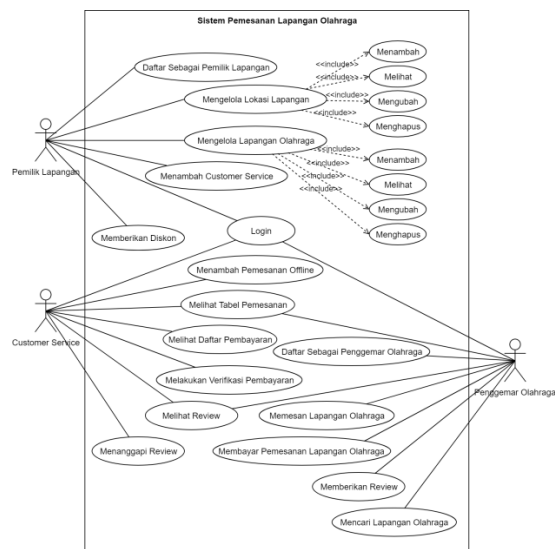 Sistem Pemesanan Lapangan Olahraga
Menambah
<<include>>
Daftar Sebagai Pemilik Lapangan
<<include>>
Melihat
Mengelola Lokasi Lapangan
<<include>>
Mengubah
<<include>>
Menghapus
Mengelola Lapangan Olahraga
<<include>>
Menambah
<<include>>
Pemilik Lapangan
Menambah Customer Service
<<include>>
Melihat
<<include>>
Mengubah
Memberikan Diskon
Login
Menghapus
Menambah Pemesanan Offline
Melihat Tabel Pemesanan
Customer Service
Melihat Daftar Pembayaran
Daftar Sebagai Penggemar Olahraga
Melakukan Verifikasi Pembayaran
Penggemar Olahraga
Melihat Review
Memesan Lapangan Olahraga
Menanggapi Review
Membayar Pemesanan Lapangan Olahraga
Memberikan Review
Mencari Lapangan Olahraga